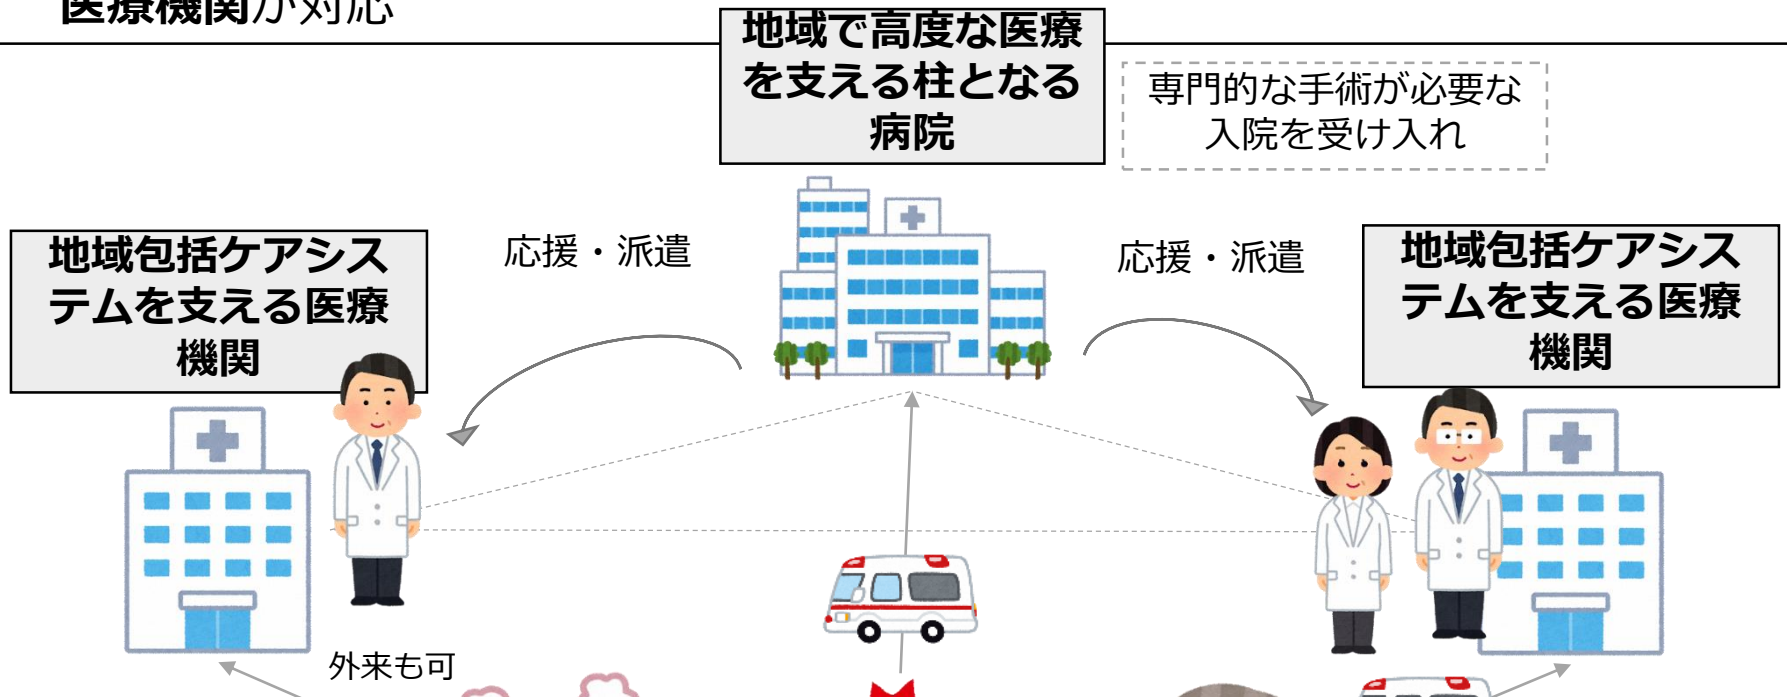 医療機関が対応
地域で高度な医療
を支える柱となる
病院
専門的な手術が必要な
入院を受け入れ
地域包括ケアシス
テムを支える医療
機関
応援・派遣
応援・派遣
地域包括ケアシス
テムを支える医療
機関
外来も可